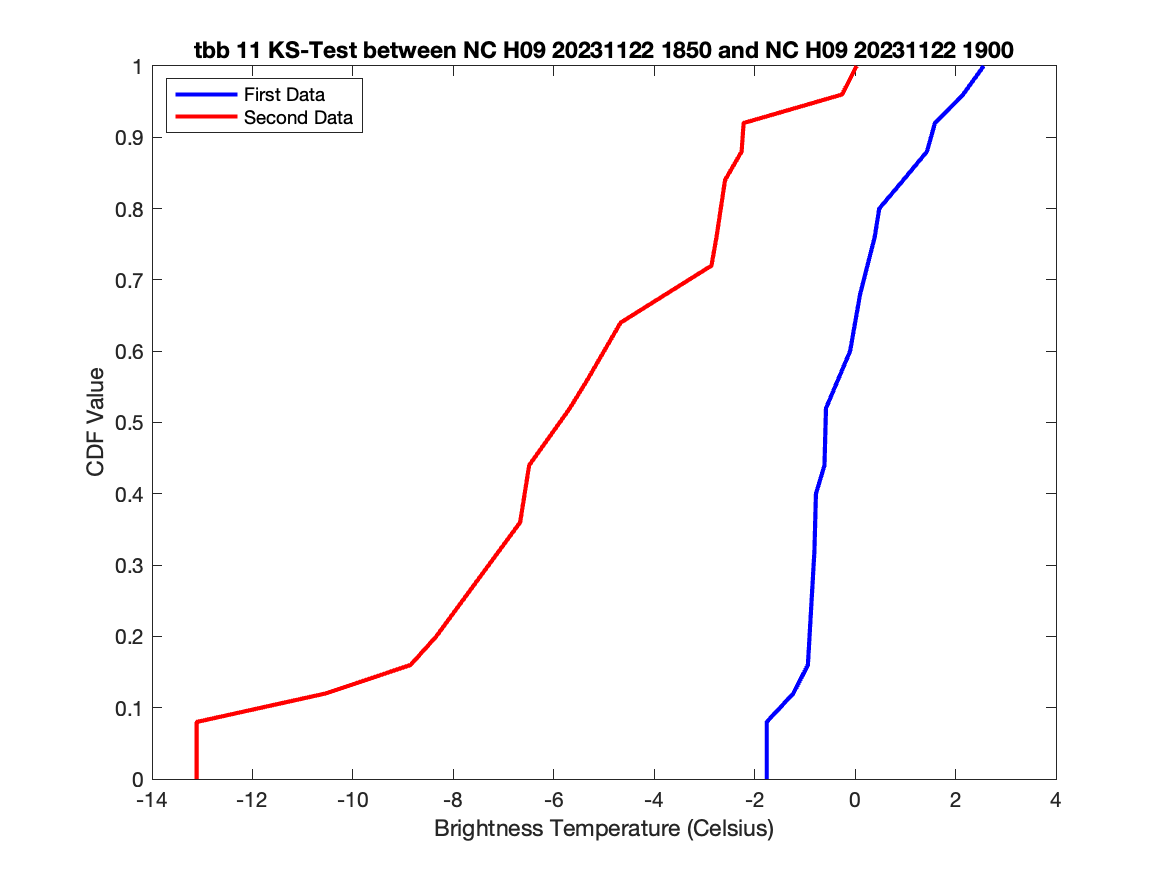 tbb 11 KS-Test between NC H09 20231122 1850 and NC H09 20231122 1900
First Data
Second Data
CDF Value
1
0.9
0.8
0.7
0.6
0.5
0.4
0.3
0.2
0.1
0
-14 -12 -10 -8 -6 -4 -2 0 2 4
Brightness Temperature (Celsius)